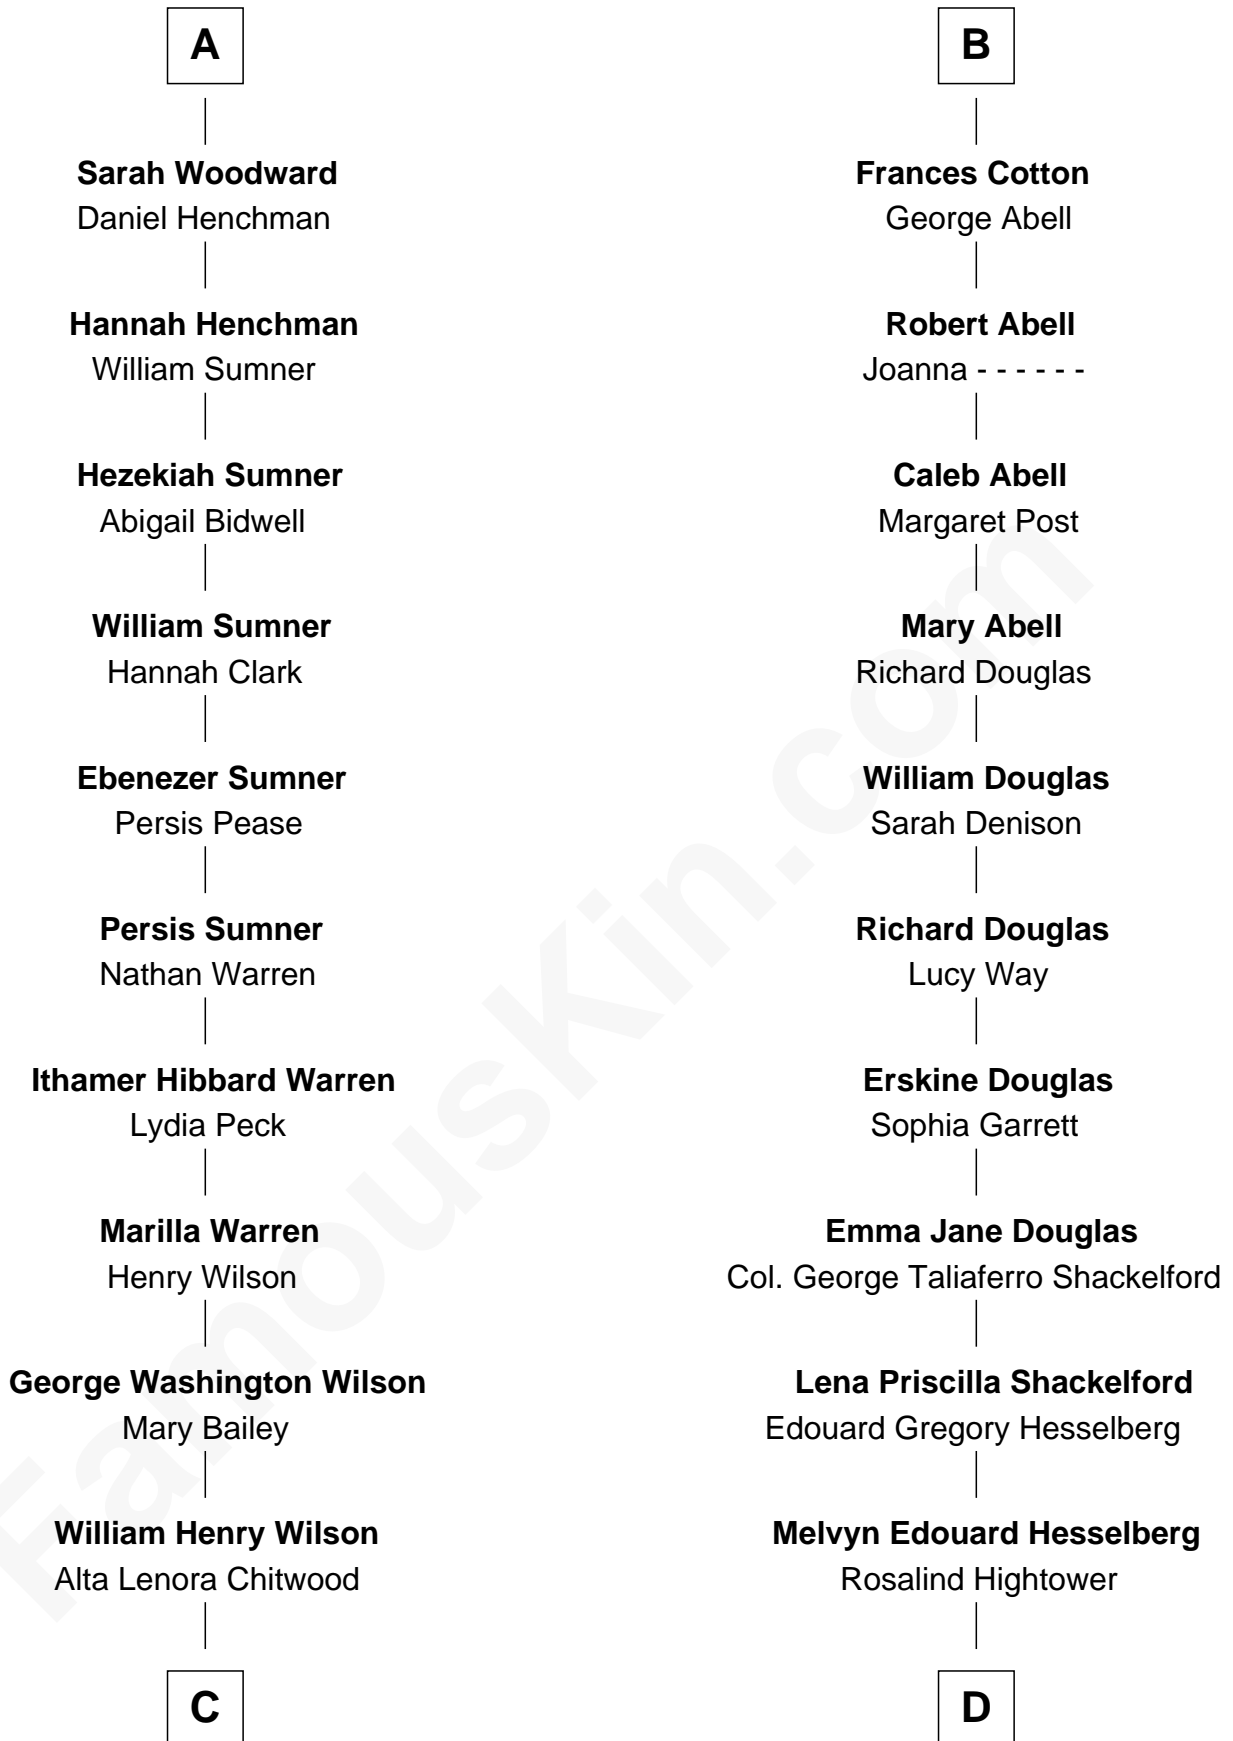 A
Sarah Woodward
Daniel Henchman
Hannah Henchman
William Sumner
Hezekiah Sumner
Abigail Bidwell
William Sumner
Hannah Clark
Ebenezer Sumner
Persis Pease
Persis Sumner
Nathan Warren
Ithamer Hibbard Warren
Lydia Peck
Marilla Warren
Henry Wilson
George Washington Wilson
Mary Bailey
William Henry Wilson
Alta Lenora Chitwood
C
B
Frances Cotton
George Abell
Robert Abell
Joanna - - - - - -
Caleb Abell
Margaret Post
Mary Abell
Richard Douglas
William Douglas
Sarah Denison
Richard Douglas
Lucy Way
Erskine Douglas
Sophia Garrett
Emma Jane Douglas
Col. George Taliaferro Shackelford
Lena Priscilla Shackelford
Edouard Gregory Hesselberg
Melvyn Edouard Hesselberg
Rosalind Hightower
D
FamousKin.com